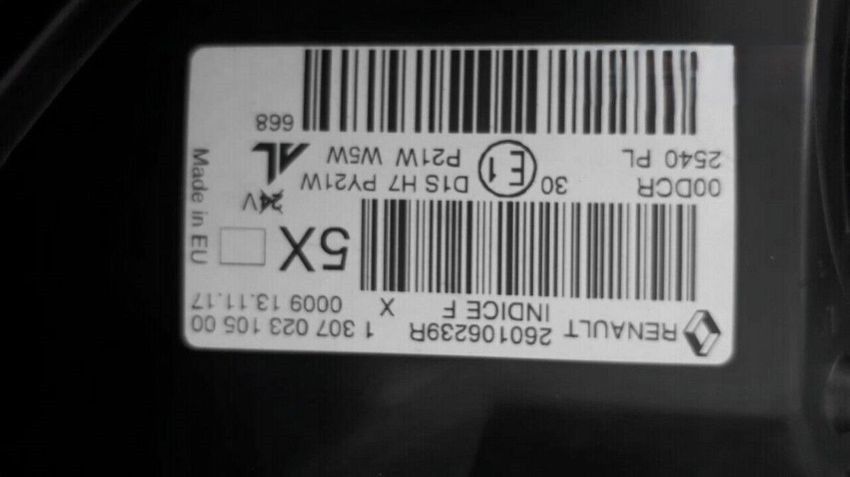 RENAULT 260106239R 1 307 023 105 00
INDICE F X 0009 13.11.17
5X
24V
00DCR 30 E1 D1S H7 PY21W
2540 PL P21W W5W AL
668
Made in EU